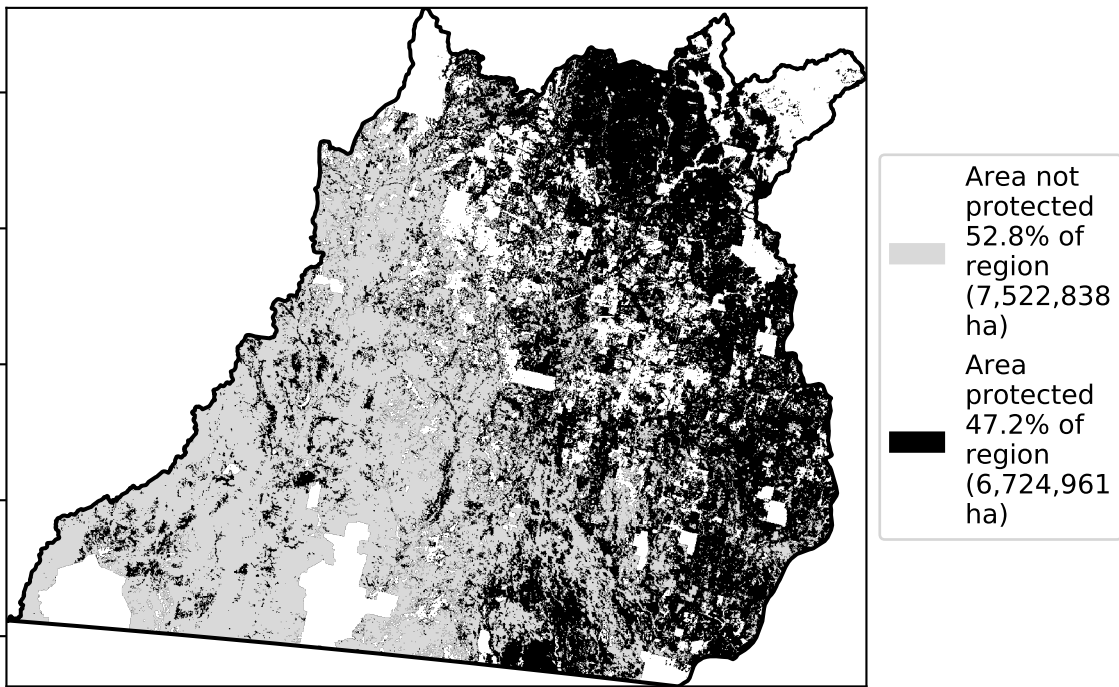 Area not
protected
52.8% of
region
(7,522,838
ha)
Area
protected
47.2% of
region
(6,724,961
ha)